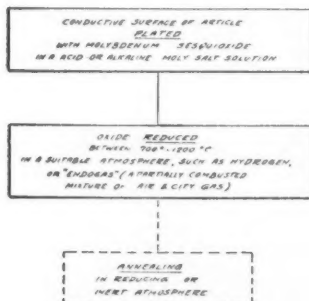 CONDUCTIVE SURFACE OF ARTICLE
PLATED
WITH MOLYBDENUM SESQUIOXIDE
IN A ACID OR ALKALINE MOLY SALT SOLUTION
OXIDE REDUCED
BETWEEN 700°-1200 °C
IN A SUITABLE ATMOSPHERE, SUCH AS HYDROGEN,
OR "ENDOGAS" (A PARTIALLY COMBUSTED
MIXTURE OF AIR & CITY GAS)
ANNEALING
IN REDUCING OR
INERT ATMOSPHERE